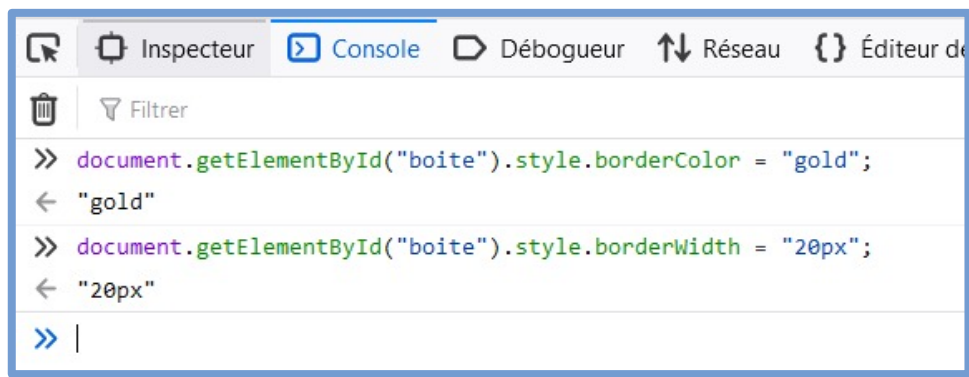 Inspecteur Console Débogueur Réseau {} Éditeur de
Filtrer
>> document.getElementById("boite").style.borderColor = "gold";
← "gold"
>> document.getElementById("boite").style.borderWidth = "20px";
← "20px"
>>